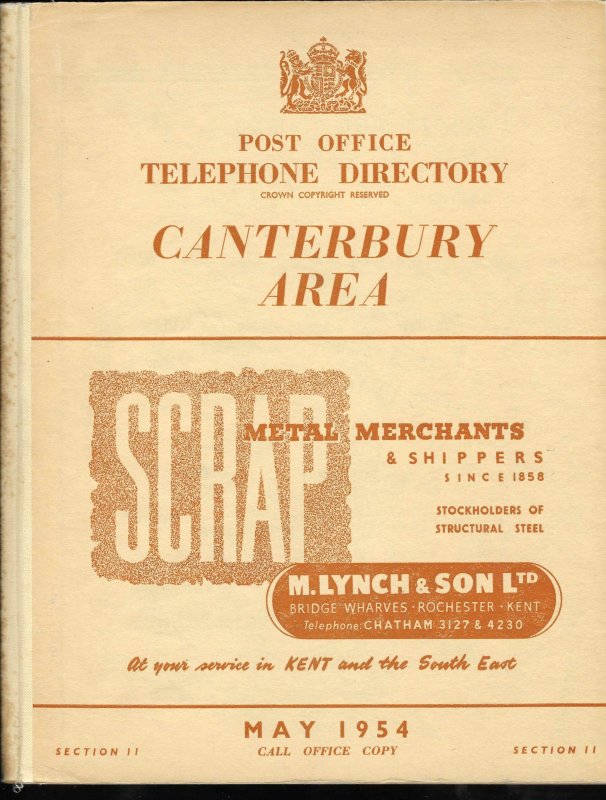 POST OFFICE
TELEPHONE DIRECTORY
CROWN COPYRIGHT RESERVED
CANTERBURY
AREA
SCRAP
METAL MERCHANTS
& SHIPPERS
SINCE 1858
STOCKHOLDERS OF
STRUCTURAL STEEL
M. LYNCH & SON LTD
BRIDGE WHARVES · ROCHESTER · KENT
Telephone: CHATHAM 3127 & 4230
At your service in KENT and the South East
MAY 1954
SECTION 11 CALL OFFICE COPY SECTION 11